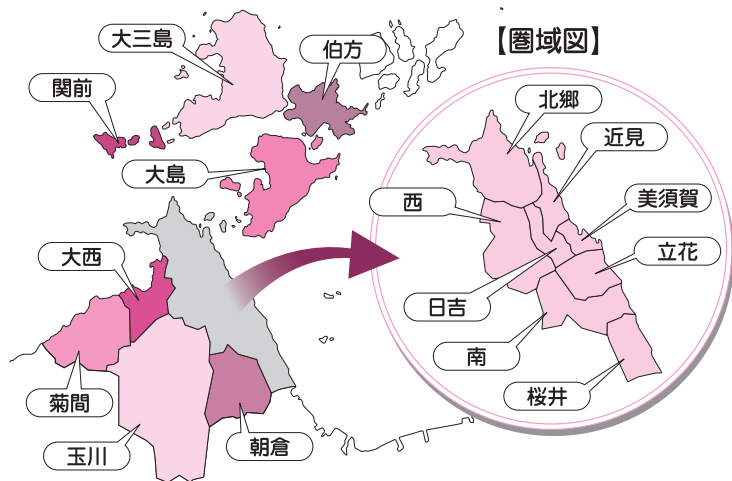 【圏域図】
大三島
伯方
関前
大島
大西
菊間
玉川
朝倉
北郷
近見
美須賀
西
立花
日吉
南
桜井